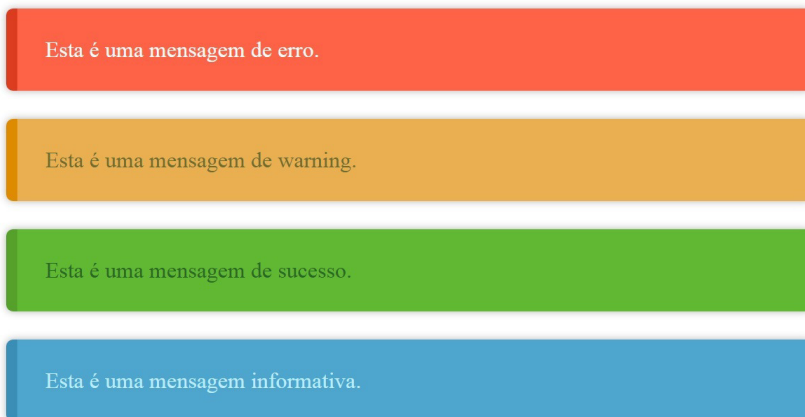 Esta é uma mensagem de erro.
Esta é uma mensagem de warning.
Esta é uma mensagem de sucesso.
Esta é uma mensagem informativa.